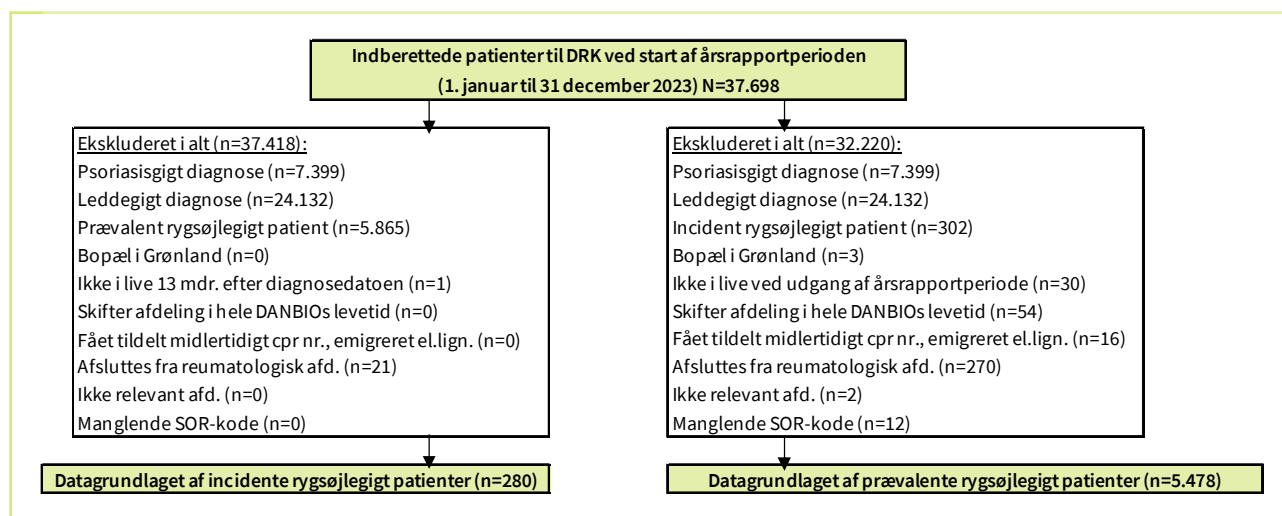 Indberettede patienter til DRK ved start af årsrapportperioden
(1. januar til 31 december 2023) N=37.698
Ekskluderet i alt (n=37.418):
Psoriasisgigt diagnose (n=7.399)
Leddegigt diagnose (n=24.132)
Prævalent rygsøjlegigt patient (n=5.865)
Bopæl i Grønland (n=0)
Ikke i live 13 mdr. efter diagnosedatoen (n=1)
Skifter afdeling i hele DANBIOs levetid (n=0)
Fået tildelt midlertidigt cpr nr., emigreret el.lign. (n=0)
Afsluttes fra reumatologisk afd. (n=21)
Ikke relevant afd. (n=0)
Manglende SOR-kode (n=0)
Datagrundlaget af incidente rygsøjlegigt patienter (n=280)
Ekskluderet i alt (n=32.220):
Psoriasisgigt diagnose (n=7.399)
Leddegigt diagnose (n=24.132)
Incident rygsøjlegigt patient (n=302)
Bopæl i Grønland (n=3)
Ikke i live ved udgang af årsrapportperiode (n=30)
Skifter afdeling i hele DANBIOs levetid (n=54)
Fået tildelt midlertidigt cpr nr., emigreret el.lign. (n=16)
Afsluttes fra reumatologisk afd. (n=270)
Ikke relevant afd. (n=2)
Manglende SOR-kode (n=12)
Datagrundlaget af prævalente rygsøjlegigt patienter (n=5.478)